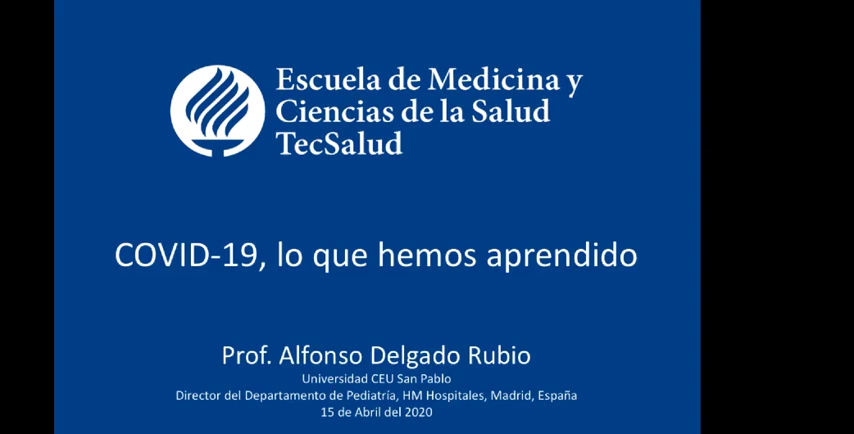 Escuela de Medicina y
Ciencias de la Salud
TecSalud
COVID-19, lo que hemos aprendido
Prof. Alfonso Delgado Rubio
Universidad CEU San Pablo
Director del Departamento de Pediatría, HM Hospitales, Madrid, España
15 de Abril del 2020